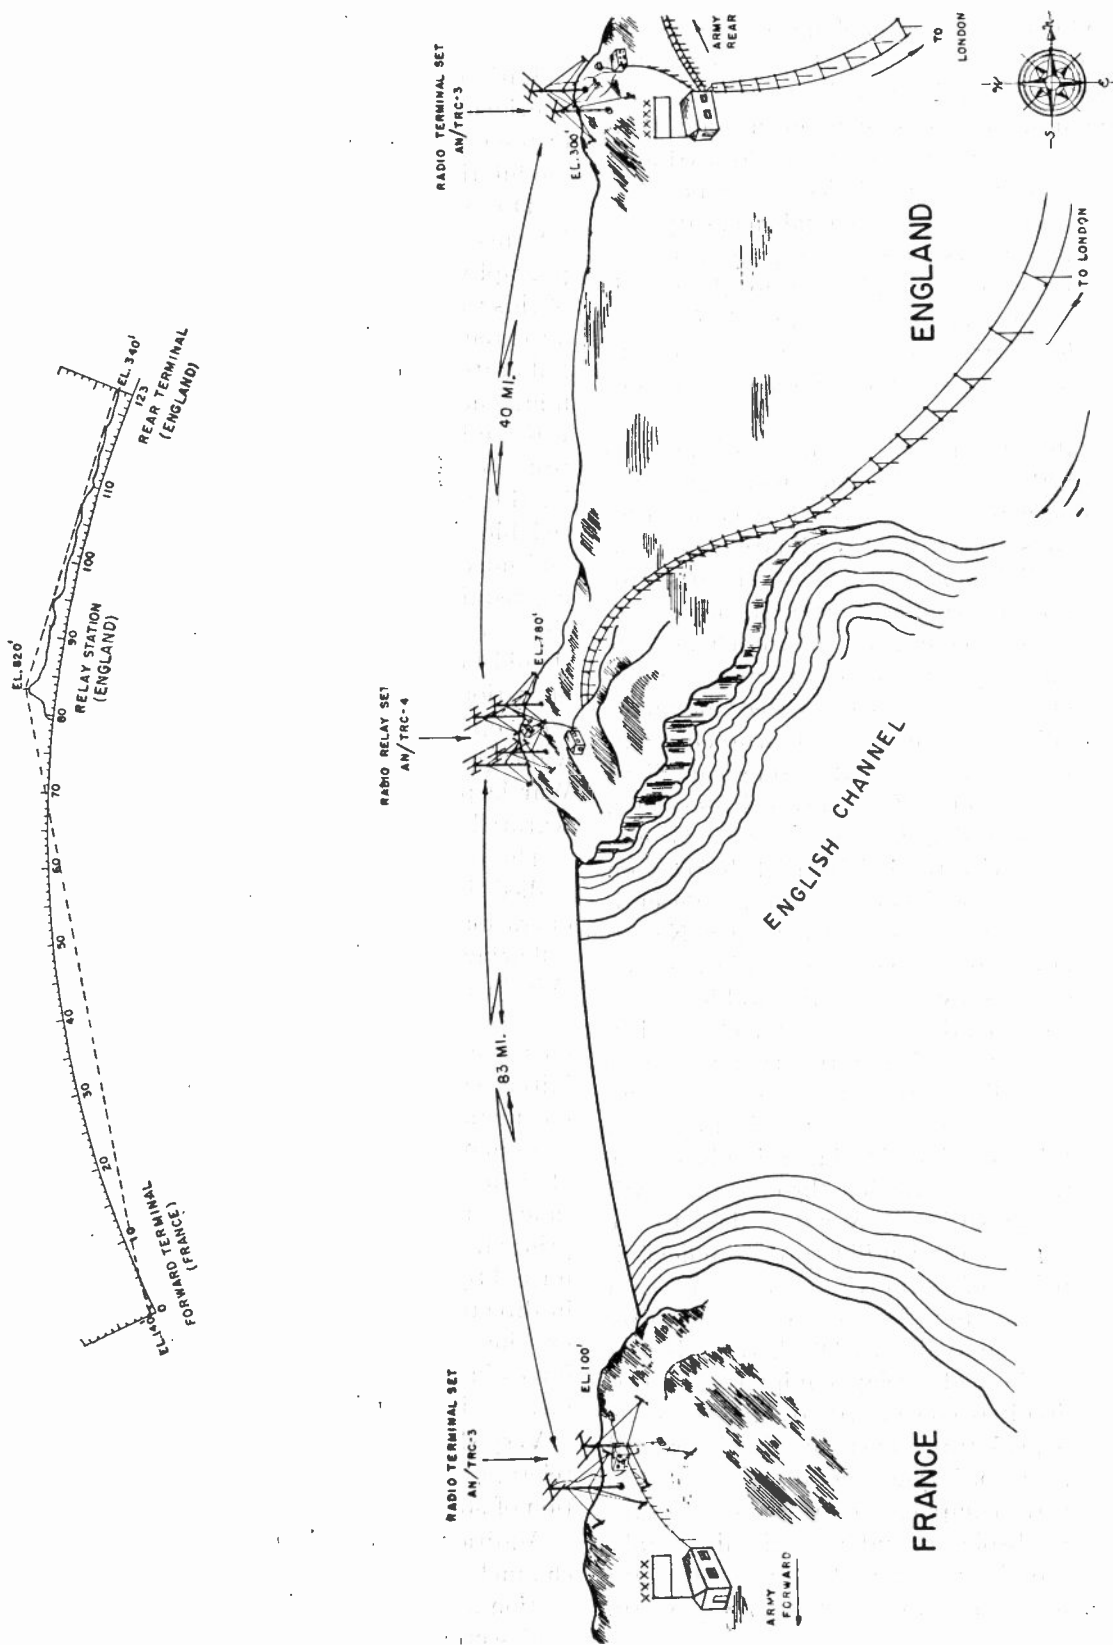 EL.140'
0
FORWARD TERMINAL
(FRANCE)
10
20
30
40
50
60
70
80
EL.820'
RELAY STATION
(ENGLAND)
90
100
110
123
EL.340'
REAR TERMINAL
(ENGLAND)
RADIO TERMINAL SET
AN/TRC-3
RADIO RELAY SET
AN/TRC-4
RADIO TERMINAL SET
AN/TRC-3
83 MI.
40 MI.
EL.100'
EL.780'
EL.300'
XXXX
XXXX
ARMY
FORWARD
ARMY
REAR
TO
LONDON
TO LONDON
ENGLISH CHANNEL
FRANCE
ENGLAND
S